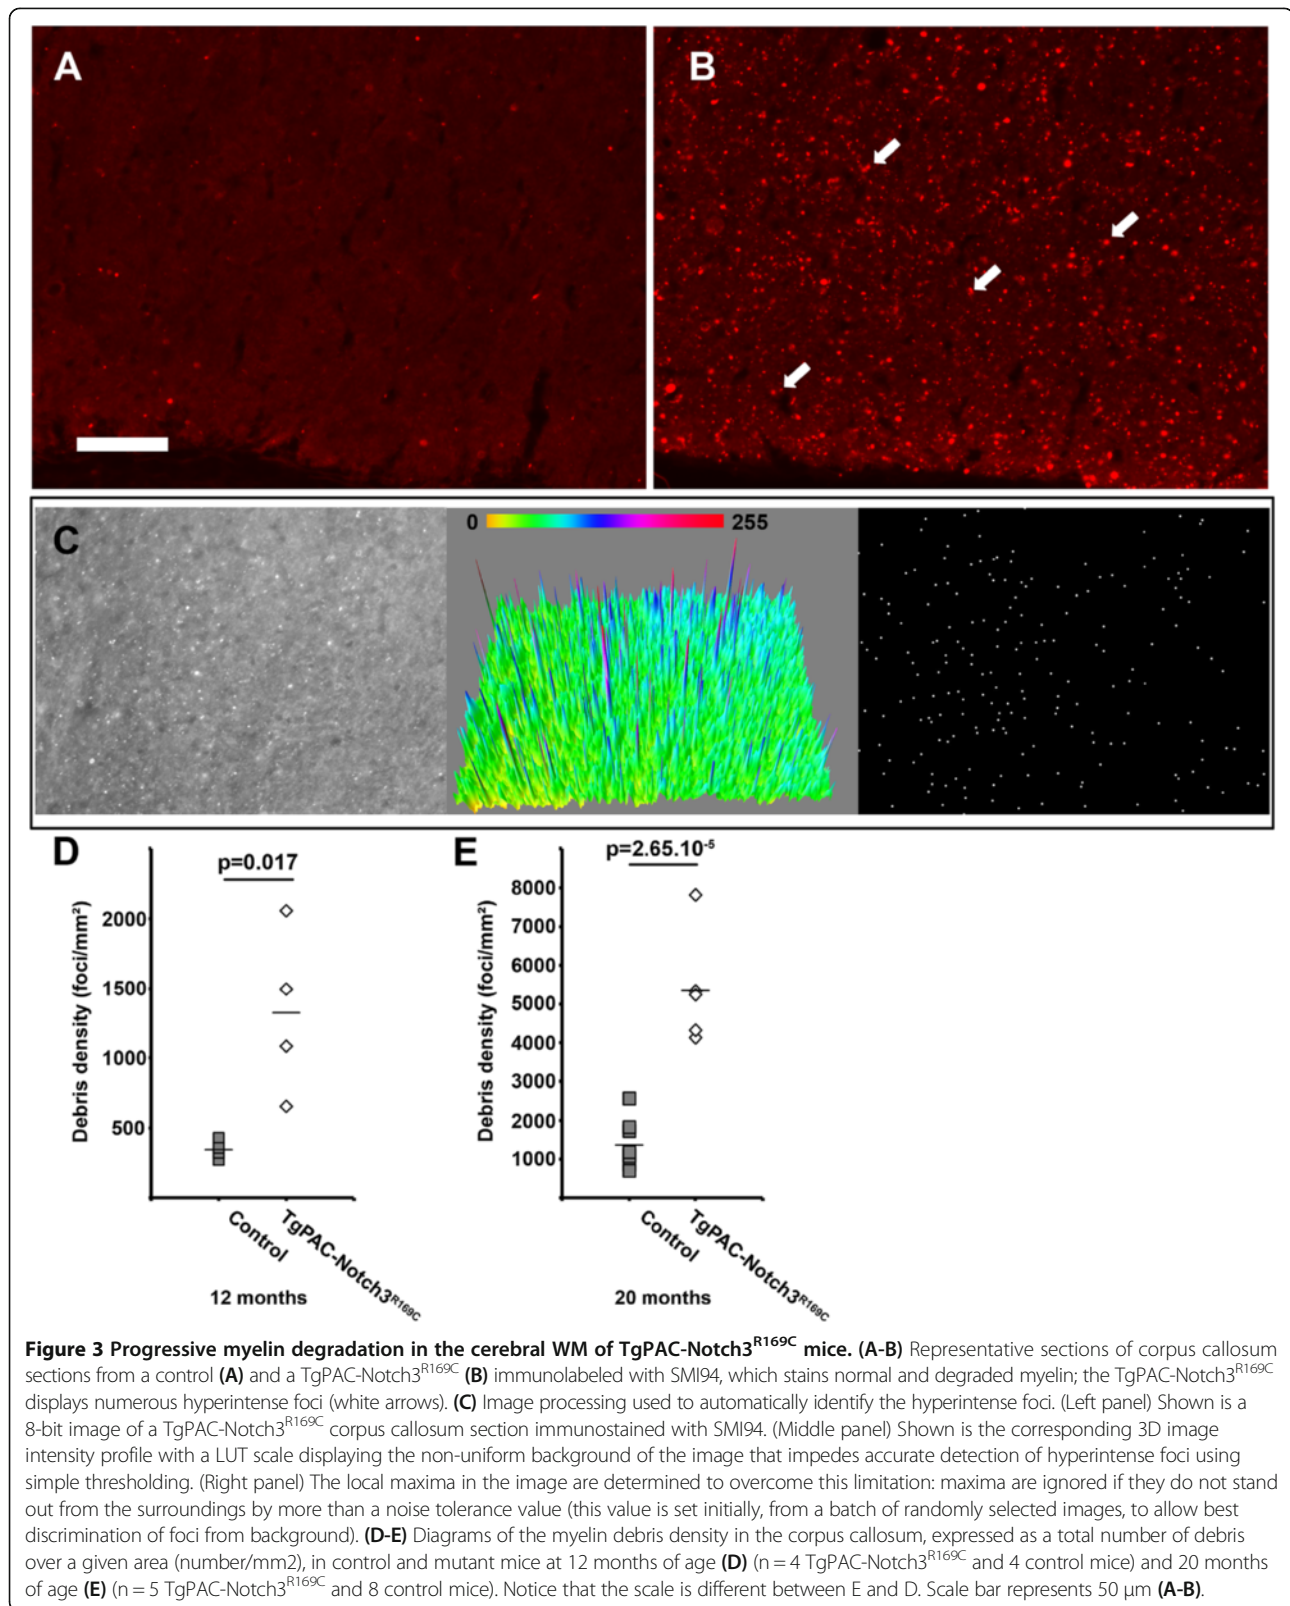 A
B
C
0
255
D
E
p=0.017
p=2.65.10⁻⁵
Debris density (foci/mm²)
2000
1500
1000
500
Control
TgPAC-Notch3ᴿ¹⁶⁹ᶜ
12 months
Debris density (foci/mm²)
8000
7000
6000
5000
4000
3000
2000
1000
Control
TgPAC-Notch3ᴿ¹⁶⁹ᶜ
20 months
Figure 3 Progressive myelin degradation in the cerebral WM of TgPAC-Notch3ᴿ¹⁶⁹ᶜ mice. (A-B) Representative sections of corpus callosum
sections from a control (A) and a TgPAC-Notch3ᴿ¹⁶⁹ᶜ (B) immunolabeled with SMI94, which stains normal and degraded myelin; the TgPAC-Notch3ᴿ¹⁶⁹ᶜ
displays numerous hyperintense foci (white arrows). (C) Image processing used to automatically identify the hyperintense foci. (Left panel) Shown is a
8-bit image of a TgPAC-Notch3ᴿ¹⁶⁹ᶜ corpus callosum section immunostained with SMI94. (Middle panel) Shown is the corresponding 3D image
intensity profile with a LUT scale displaying the non-uniform background of the image that impedes accurate detection of hyperintense foci using
simple thresholding. (Right panel) The local maxima in the image are determined to overcome this limitation: maxima are ignored if they do not stand
out from the surroundings by more than a noise tolerance value (this value is set initially, from a batch of randomly selected images, to allow best
discrimination of foci from background). (D-E) Diagrams of the myelin debris density in the corpus callosum, expressed as a total number of debris
over a given area (number/mm2), in control and mutant mice at 12 months of age (D) (n = 4 TgPAC-Notch3ᴿ¹⁶⁹ᶜ and 4 control mice) and 20 months
of age (E) (n = 5 TgPAC-Notch3ᴿ¹⁶⁹ᶜ and 8 control mice). Notice that the scale is different between E and D. Scale bar represents 50 μm (A-B).